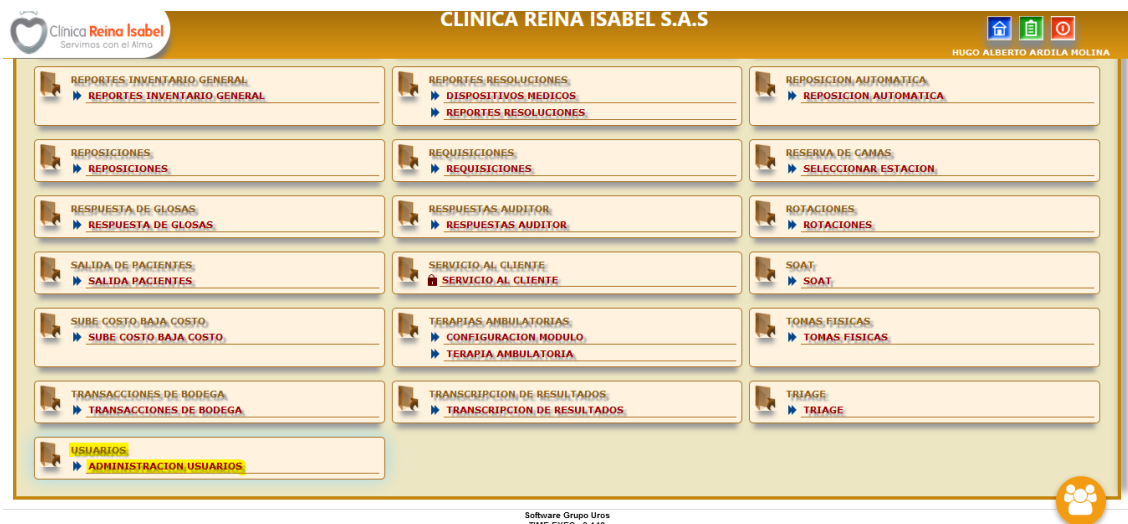 Clínica Reina Isabel
Servimos con el Alma
CLINICA REINA ISABEL S.A.S
HUGO ALBERTO ARDILA MOLINA
REPORTES INVENTARIO GENERAL
REPORTES INVENTARIO GENERAL
REPORTES RESOLUCIONES
DISPOSITIVOS MEDICOS
REPORTES RESOLUCIONES
REPOSICION AUTOMATICA
REPOSICION AUTOMATICA
REPOSICIONES
REPOSICIONES
REQUISICIONES
REQUISICIONES
RESERVA DE CAMAS
SELECCIONAR ESTACION
RESPUESTA DE GLOSAS
RESPUESTA DE GLOSAS
RESPUESTAS AUDITOR
RESPUESTAS AUDITOR
ROTACIONES
ROTACIONES
SALIDA DE PACIENTES
SALIDA PACIENTES
SERVICIO AL CLIENTE
SERVICIO AL CLIENTE
SOAT
SOAT
SUBE COSTO BAJA COSTO
SUBE COSTO BAJA COSTO
TERAPIAS AMBULATORIAS
CONFIGURACION MODULO
TERAPIA AMBULATORIA
TOMAS FISICAS
TOMAS FISICAS
TRANSACCIONES DE BODEGA
TRANSACCIONES DE BODEGA
TRANSCRIPCION DE RESULTADOS
TRANSCRIPCION DE RESULTADOS
TRIAGE
TRIAGE
USUARIOS
ADMINISTRACION USUARIOS
Software Grupo Uros